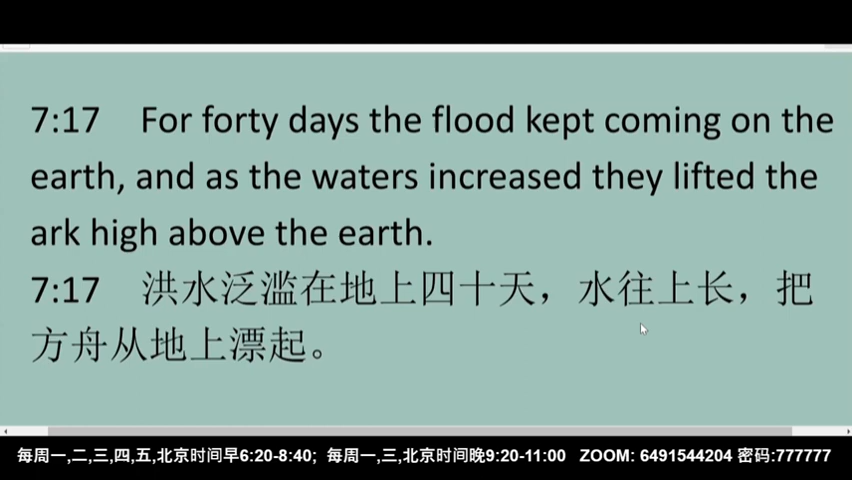 7:17 For forty days the flood kept coming on the
earth, and as the waters increased they lifted the
ark high above the earth.
7:17 洪水泛滥在地上四十天，水往上长，把
方舟从地上漂起。
每周一,二,三,四,五,北京时间早6:20-8:40; 每周一,三,北京时间晚9:20-11:00 ZOOM: 6491544204 密码:777777